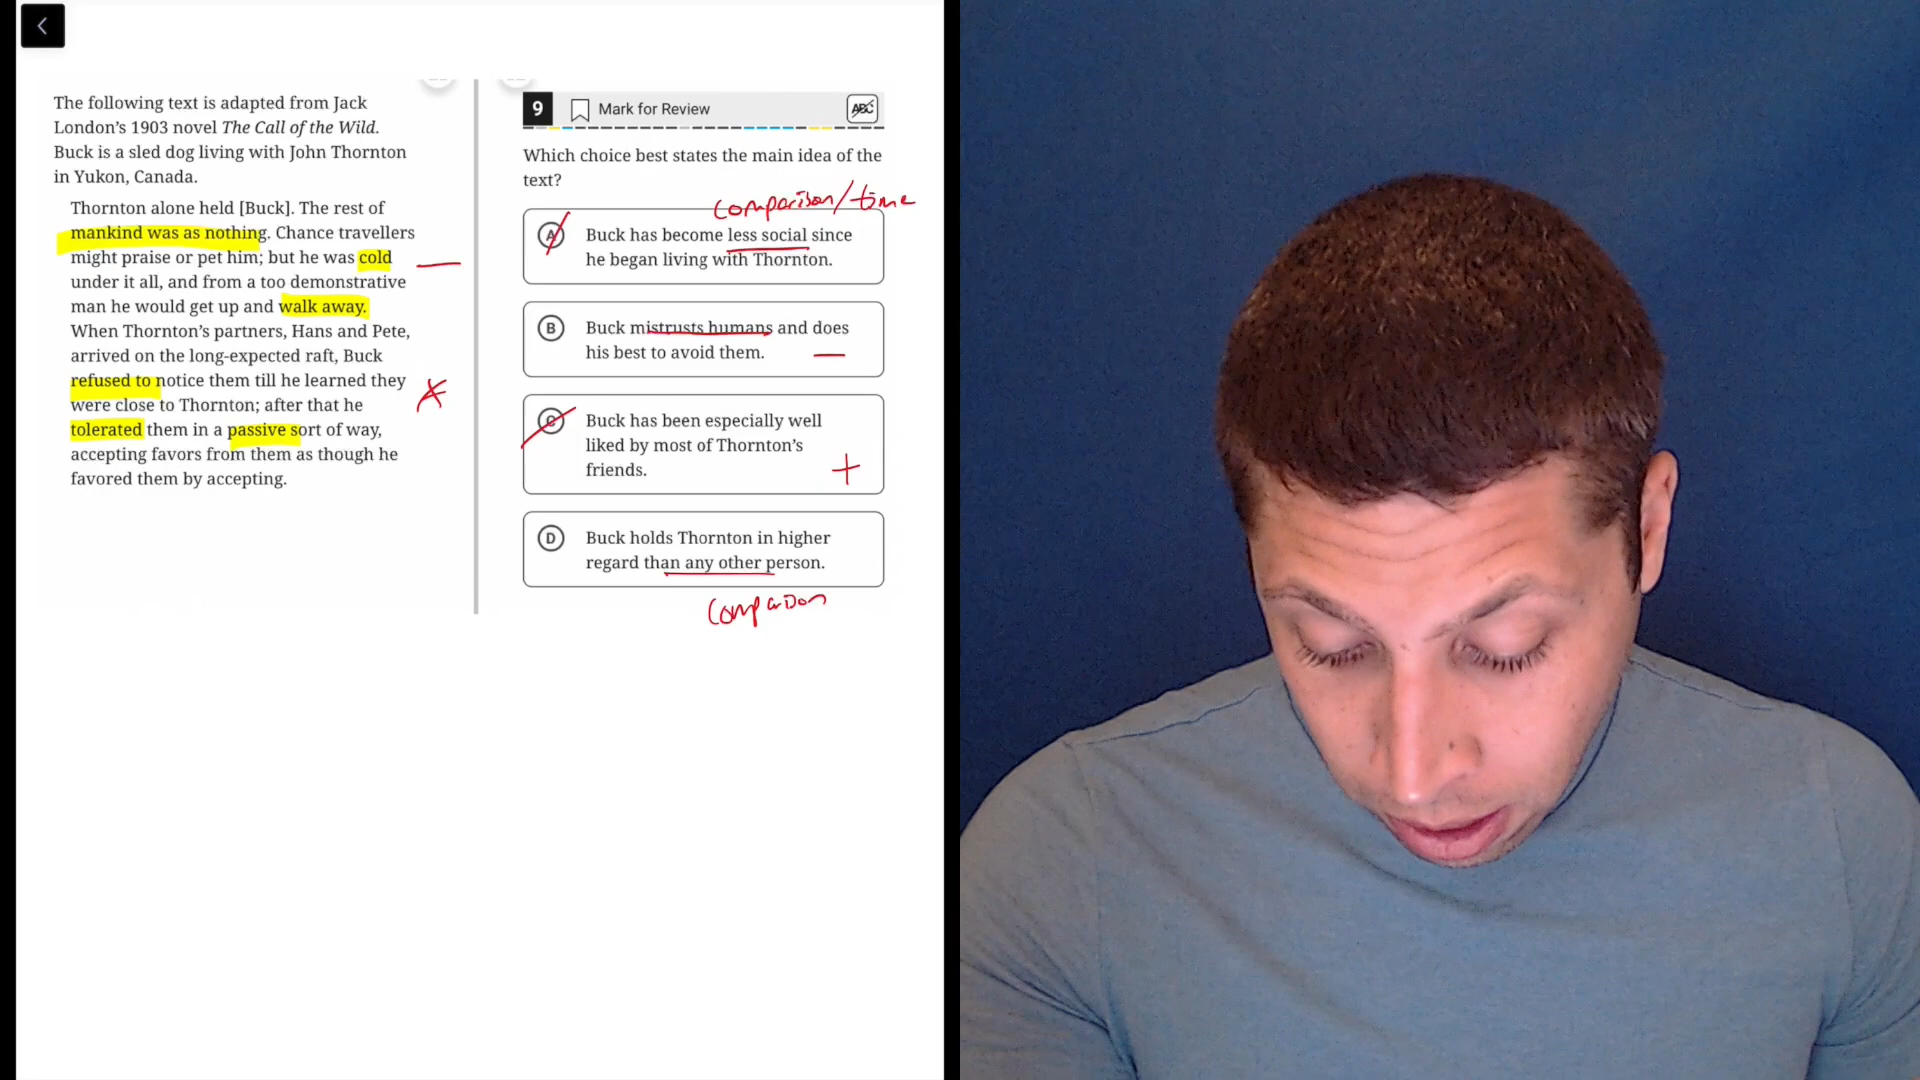 The following text is adapted from Jack
London's 1903 novel The Call of the Wild.
Buck is a sled dog living with John Thornton
in Yukon, Canada.
Thornton alone held [Buck]. The rest of
mankind was as nothing. Chance travellers
might praise or pet him; but he was cold
under it all, and from a too demonstrative
man he would get up and walk away.
When Thornton's partners, Hans and Pete,
arrived on the long-expected raft, Buck
refused to notice them till he learned they
were close to Thornton; after that he
tolerated them in a passive sort of way,
accepting favors from them as though he
favored them by accepting.
9 Mark for Review ABC
Which choice best states the main idea of the
text?
comparison/time
A Buck has become less social since
he began living with Thornton.
B Buck mistrusts humans and does
his best to avoid them.
C Buck has been especially well
liked by most of Thornton's
friends.
+
D Buck holds Thornton in higher
regard than any other person.
comparison